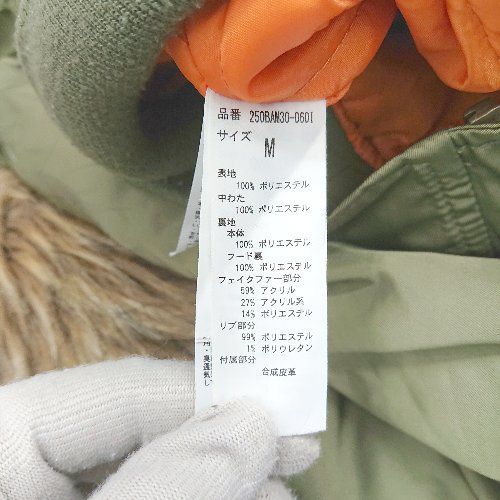 品番 250BAM30-060I
サイズ
M
表地
100% ポリエステル
中わた
100% ポリエステル
裏地
本体
100% ポリエステル
フード裏
100% ポリエステル
フェイクファー部分
59% アクリル
27% アクリル系
14% ポリエステル
リブ部分
99% ポリエステル
1% ポリウレタン
付属部分
合成皮革